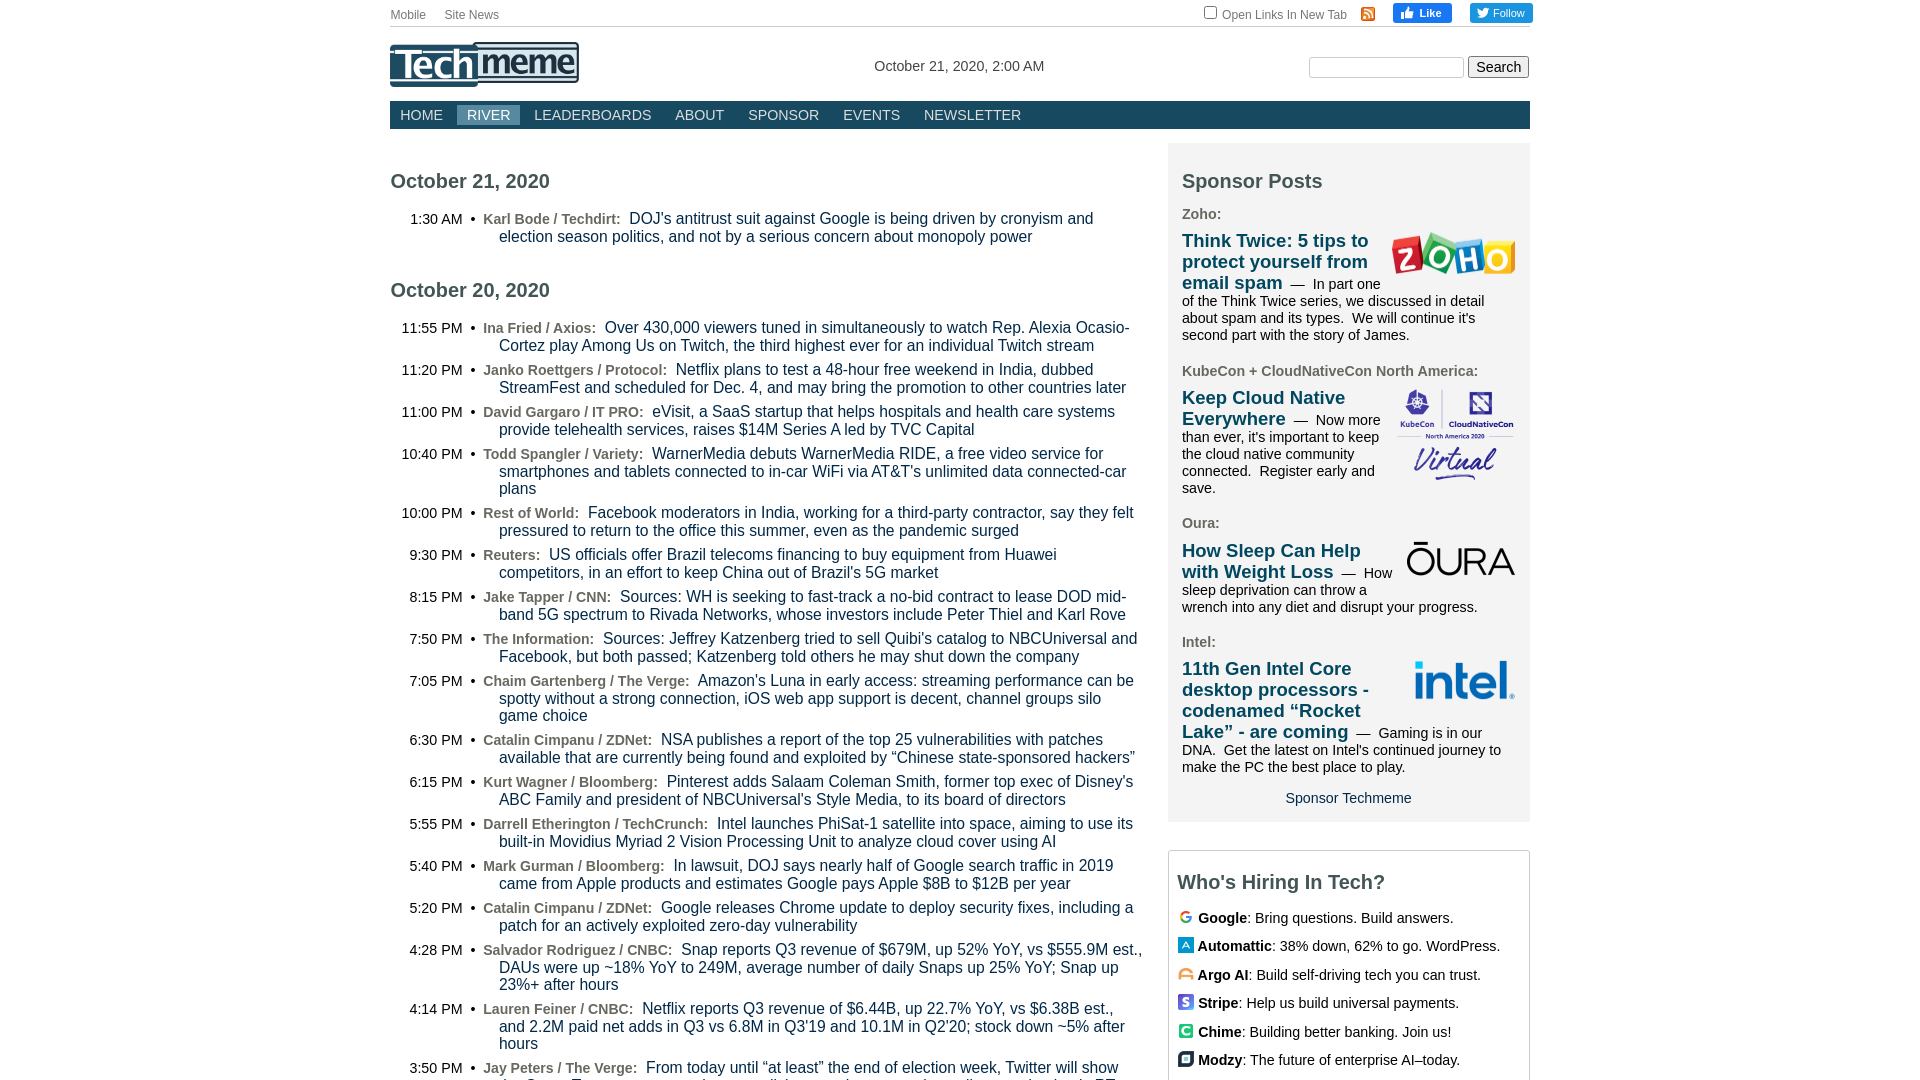 Mobile Site News Open Links In New Tab Like Follow
Techmeme October 21, 2020, 2:00 AM Search
HOME RIVER LEADERBOARDS ABOUT SPONSOR EVENTS NEWSLETTER
October 21, 2020
1:30 AM • Karl Bode / Techdirt: DOJ's antitrust suit against Google is being driven by cronyism and
election season politics, and not by a serious concern about monopoly power
October 20, 2020
11:55 PM • Ina Fried / Axios: Over 430,000 viewers tuned in simultaneously to watch Rep. Alexia Ocasio-
Cortez play Among Us on Twitch, the third highest ever for an individual Twitch stream
11:20 PM • Janko Roettgers / Protocol: Netflix plans to test a 48-hour free weekend in India, dubbed
StreamFest and scheduled for Dec. 4, and may bring the promotion to other countries later
11:00 PM • David Gargaro / IT PRO: eVisit, a SaaS startup that helps hospitals and health care systems
provide telehealth services, raises $14M Series A led by TVC Capital
10:40 PM • Todd Spangler / Variety: WarnerMedia debuts WarnerMedia RIDE, a free video service for
smartphones and tablets connected to in-car WiFi via AT&T's unlimited data connected-car
plans
10:00 PM • Rest of World: Facebook moderators in India, working for a third-party contractor, say they felt
pressured to return to the office this summer, even as the pandemic surged
9:30 PM • Reuters: US officials offer Brazil telecoms financing to buy equipment from Huawei
competitors, in an effort to keep China out of Brazil's 5G market
8:15 PM • Jake Tapper / CNN: Sources: WH is seeking to fast-track a no-bid contract to lease DOD mid-
band 5G spectrum to Rivada Networks, whose investors include Peter Thiel and Karl Rove
7:50 PM • The Information: Sources: Jeffrey Katzenberg tried to sell Quibi's catalog to NBCUniversal and
Facebook, but both passed; Katzenberg told others he may shut down the company
7:05 PM • Chaim Gartenberg / The Verge: Amazon's Luna in early access: streaming performance can be
spotty without a strong connection, iOS web app support is decent, channel groups silo
game choice
6:30 PM • Catalin Cimpanu / ZDNet: NSA publishes a report of the top 25 vulnerabilities with patches
available that are currently being found and exploited by “Chinese state-sponsored hackers”
6:15 PM • Kurt Wagner / Bloomberg: Pinterest adds Salaam Coleman Smith, former top exec of Disney's
ABC Family and president of NBCUniversal's Style Media, to its board of directors
5:55 PM • Darrell Etherington / TechCrunch: Intel launches PhiSat-1 satellite into space, aiming to use its
built-in Movidius Myriad 2 Vision Processing Unit to analyze cloud cover using AI
5:40 PM • Mark Gurman / Bloomberg: In lawsuit, DOJ says nearly half of Google search traffic in 2019
came from Apple products and estimates Google pays Apple $8B to $12B per year
5:20 PM • Catalin Cimpanu / ZDNet: Google releases Chrome update to deploy security fixes, including a
patch for an actively exploited zero-day vulnerability
4:28 PM • Salvador Rodriguez / CNBC: Snap reports Q3 revenue of $679M, up 52% YoY, vs $555.9M est.,
DAUs were up ~18% YoY to 249M, average number of daily Snaps up 25% YoY; Snap up
23%+ after hours
4:14 PM • Lauren Feiner / CNBC: Netflix reports Q3 revenue of $6.44B, up 22.7% YoY, vs $6.38B est.,
and 2.2M paid net adds in Q3 vs 6.8M in Q3'19 and 10.1M in Q2'20; stock down ~5% after
hours
3:50 PM • Jay Peters / The Verge: From today until “at least” the end of election week, Twitter will show
Sponsor Posts
Zoho:
Think Twice: 5 tips to ZOHO
protect yourself from
email spam — In part one
of the Think Twice series, we discussed in detail
about spam and its types. We will continue it's
second part with the story of James.
KubeCon + CloudNativeCon North America:
Keep Cloud Native
Everywhere — Now more KubeCon CloudNativeCon
than ever, it's important to keep North America 2020
the cloud native community Virtual
connected. Register early and
save.
Oura:
How Sleep Can Help ŌURA
with Weight Loss — How
sleep deprivation can throw a
wrench into any diet and disrupt your progress.
Intel:
11th Gen Intel Core intel.
desktop processors -
codenamed “Rocket
Lake” - are coming — Gaming is in our
DNA. Get the latest on Intel's continued journey to
make the PC the best place to play.
Sponsor Techmeme
Who's Hiring In Tech?
Google: Bring questions. Build answers.
Automattic: 38% down, 62% to go. WordPress.
Argo AI: Build self-driving tech you can trust.
Stripe: Help us build universal payments.
Chime: Building better banking. Join us!
Modzy: The future of enterprise AI–today.